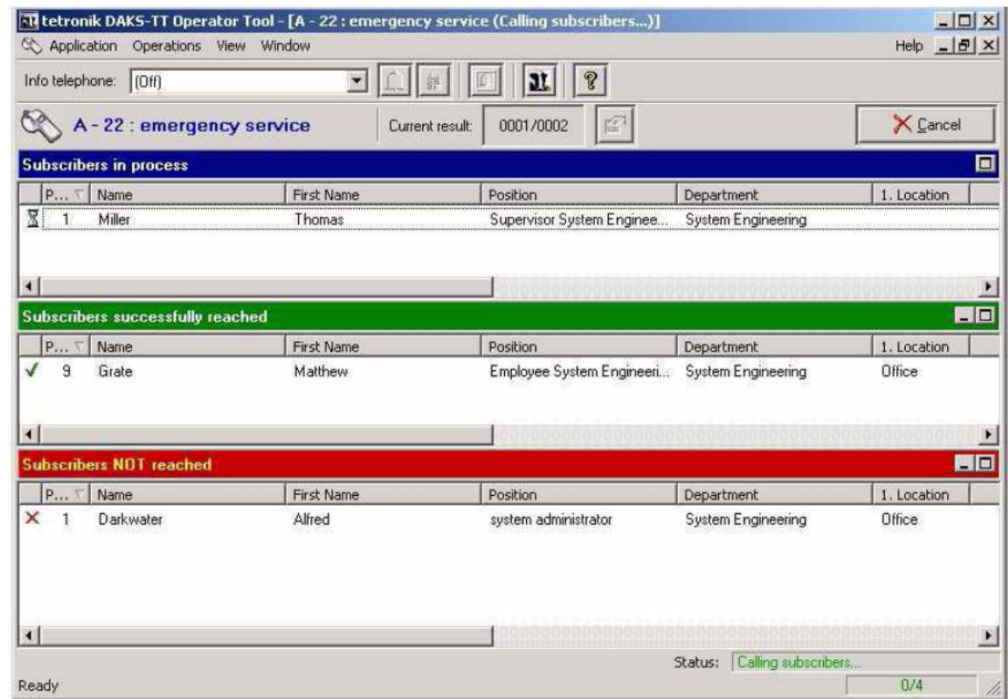 tetronik DAKS-TT Operator Tool - [A - 22 : emergency service (Calling subscribers...)]
Application Operations View Window Help
Info telephone: (Off)
A - 22 : emergency service Current result: 0001/0002 Cancel
Subscribers in process
P... Name First Name Position Department 1. Location
1 Miller Thomas Supervisor System Enginee... System Engineering
Subscribers successfully reached
P... Name First Name Position Department 1. Location
9 Grate Matthew Employee System Engineeri... System Engineering Office
Subscribers NOT reached
P... Name First Name Position Department 1. Location
1 Darkwater Alfred system administrator System Engineering Office
Status: Calling subscribers...
Ready 0/4